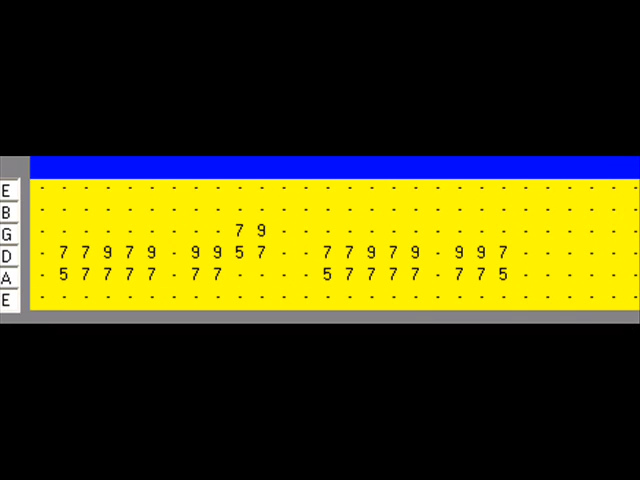 E - - - - - - - - - - - - - - - - - - - - - - - - - - - -
B - - - - - - - - - - - - - - - - - - - - - - - - - - - -
G - - - - - - - - - 7 9 - - - - - - - - - - - - - - - - -
D - 7 7 9 7 9 - 9 9 5 7 - - 7 7 9 7 9 - 9 9 7 - - - - - -
A - 5 7 7 7 7 - 7 7 - - - - 5 7 7 7 7 - 7 7 5 - - - - - -
E - - - - - - - - - - - - - - - - - - - - - - - - - - - -